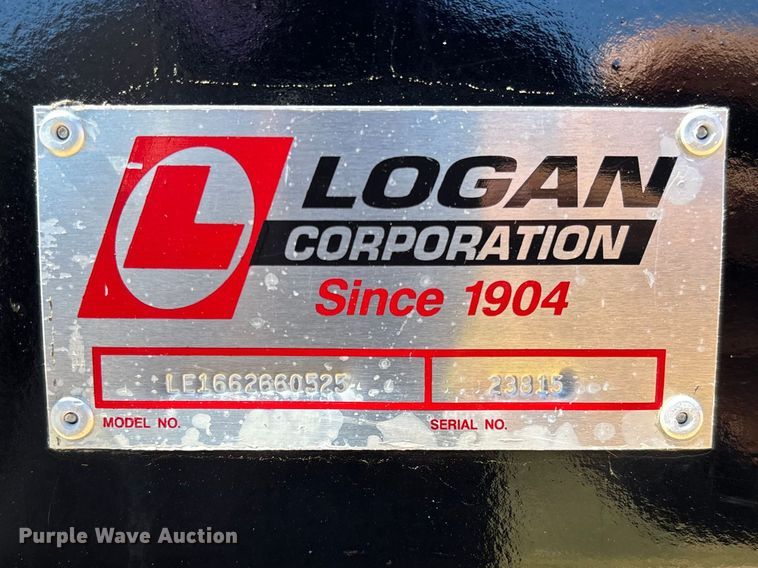 L
LOGAN
CORPORATION
Since 1904
LE1662660525 23815
MODEL NO. SERIAL NO.
Purple Wave Auction